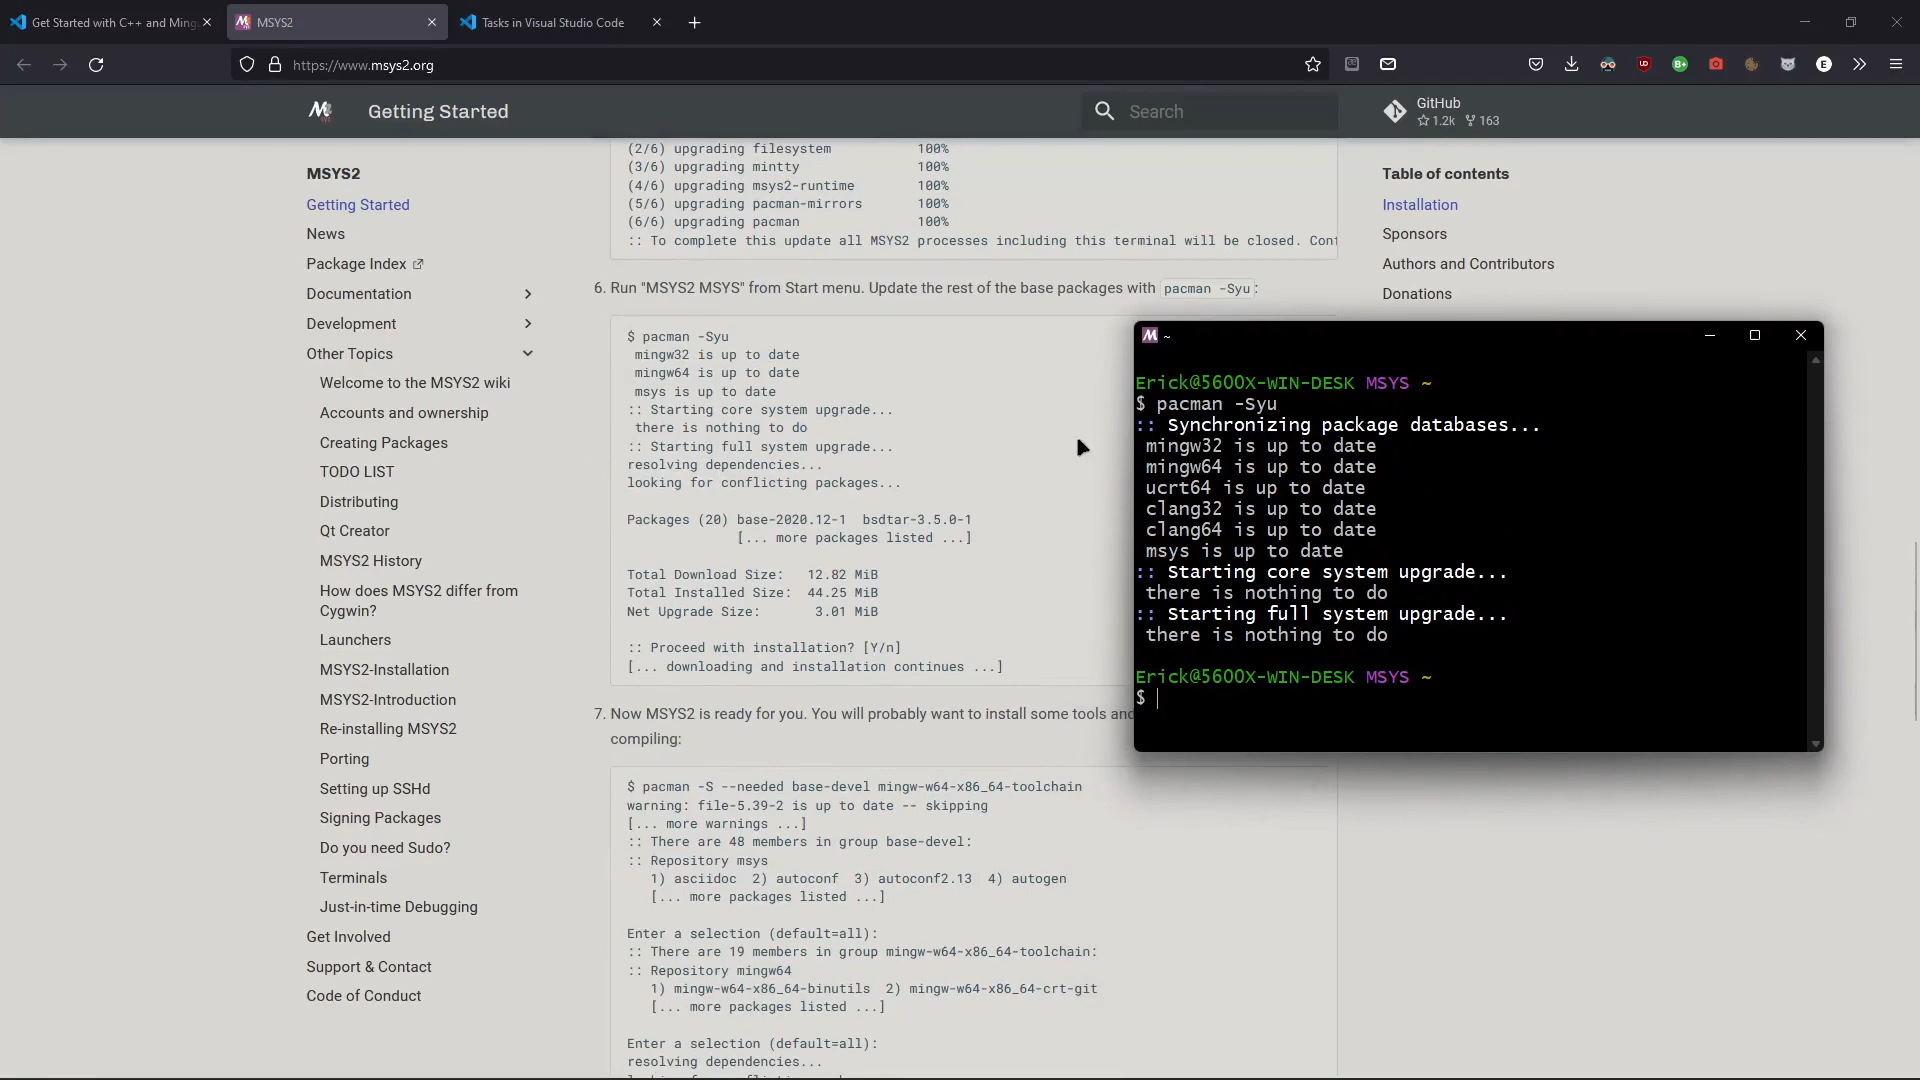 Get Started with C++ and Ming
MSYS2
Tasks in Visual Studio Code
https://www.msys2.org
Getting Started
Search
GitHub
1.2k 163
MSYS2
Getting Started
News
Package Index
Documentation
Development
Other Topics
Welcome to the MSYS2 wiki
Accounts and ownership
Creating Packages
TODO LIST
Distributing
Qt Creator
MSYS2 History
How does MSYS2 differ from
Cygwin?
Launchers
MSYS2-Installation
MSYS2-Introduction
Re-installing MSYS2
Porting
Setting up SSHd
Signing Packages
Do you need Sudo?
Terminals
Just-in-time Debugging
Get Involved
Support & Contact
Code of Conduct
(2/6) upgrading filesystem 100%
(3/6) upgrading mintty 100%
(4/6) upgrading msys2-runtime 100%
(5/6) upgrading pacman-mirrors 100%
(6/6) upgrading pacman 100%
:: To complete this update all MSYS2 processes including this terminal will be closed. Conf
6. Run "MSYS2 MSYS" from Start menu. Update the rest of the base packages with pacman -Syu:
$ pacman -Syu
mingw32 is up to date
mingw64 is up to date
msys is up to date
:: Starting core system upgrade...
there is nothing to do
:: Starting full system upgrade...
resolving dependencies...
looking for conflicting packages...
Packages (20) base-2020.12-1 bsdtar-3.5.0-1
[... more packages listed ...]
Total Download Size: 12.82 MiB
Total Installed Size: 44.25 MiB
Net Upgrade Size: 3.01 MiB
:: Proceed with installation? [Y/n]
[... downloading and installation continues ...]
7. Now MSYS2 is ready for you. You will probably want to install some tools and
compiling:
$ pacman -S --needed base-devel mingw-w64-x86_64-toolchain
warning: file-5.39-2 is up to date -- skipping
[... more warnings ...]
:: There are 48 members in group base-devel:
:: Repository msys
1) asciidoc 2) autoconf 3) autoconf2.13 4) autogen
[... more packages listed ...]
Enter a selection (default=all):
:: There are 19 members in group mingw-w64-x86_64-toolchain:
:: Repository mingw64
1) mingw-w64-x86_64-binutils 2) mingw-w64-x86_64-crt-git
[... more packages listed ...]
Enter a selection (default=all):
resolving dependencies...
Table of contents
Installation
Sponsors
Authors and Contributors
Donations
~
Erick@5600X-WIN-DESK MSYS ~
$ pacman -Syu
:: Synchronizing package databases...
mingw32 is up to date
mingw64 is up to date
ucrt64 is up to date
clang32 is up to date
clang64 is up to date
msys is up to date
:: Starting core system upgrade...
there is nothing to do
:: Starting full system upgrade...
there is nothing to do
Erick@5600X-WIN-DESK MSYS ~
$